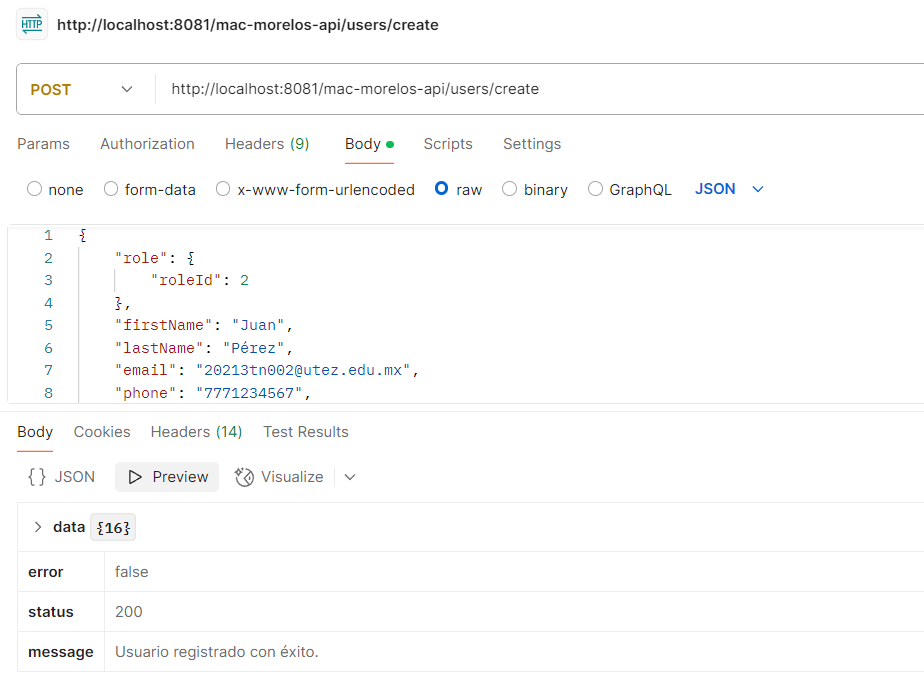 HTTP http://localhost:8081/mac-morelos-api/users/create
POST http://localhost:8081/mac-morelos-api/users/create
Params Authorization Headers (9) Body Scripts Settings
none form-data x-www-form-urlencoded raw binary GraphQL JSON
1 {
2 "role": {
3 "roleId": 2
4 },
5 "firstName": "Juan",
6 "lastName": "Pérez",
7 "email": "20213tn002@utez.edu.mx",
8 "phone": "7771234567",
Body Cookies Headers (14) Test Results
{} JSON Preview Visualize
data {16}
error false
status 200
message Usuario registrado con éxito.